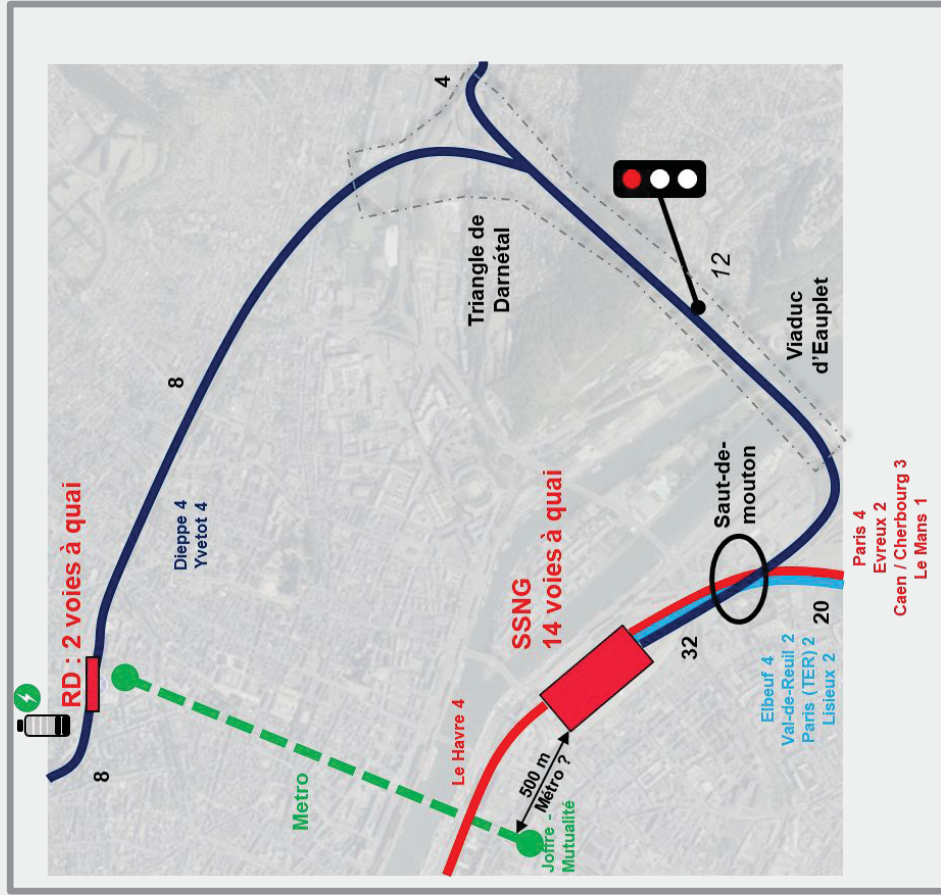 RD : 2 voies à quai
8
8
4
Dieppe 4
Yvetot 4
Triangle de
Darnétal
12
Viaduc
d'Eauplet
Metro
Le Havre 4
SSNG
14 voies à quai
500 m
Métro ?
Joffre -
Mutualité
Saut-de-
mouton
32
20
Elbeuf 4
Val-de-Reuil 2
Paris (TER) 2
Lisieux 2
Paris 4
Evreux 2
Caen / Cherbourg 3
Le Mans 1